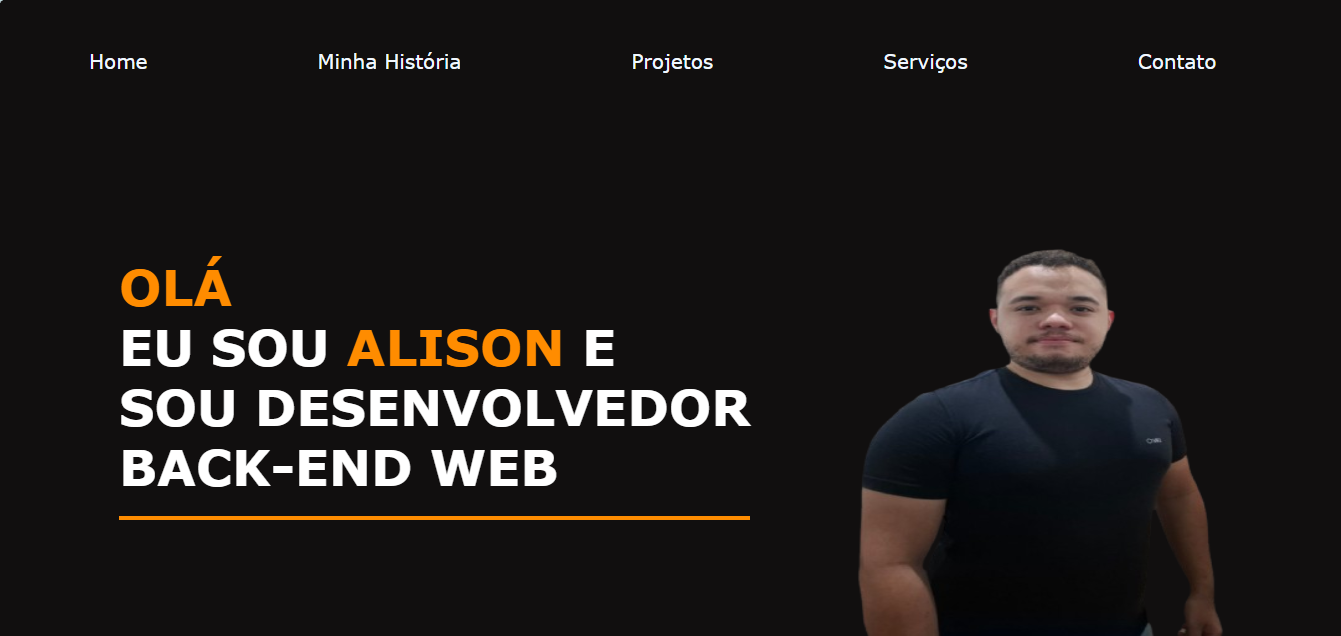 Home Minha História Projetos Serviços Contato
OLÁ
EU SOU ALISON E
SOU DESENVOLVEDOR
BACK-END WEB